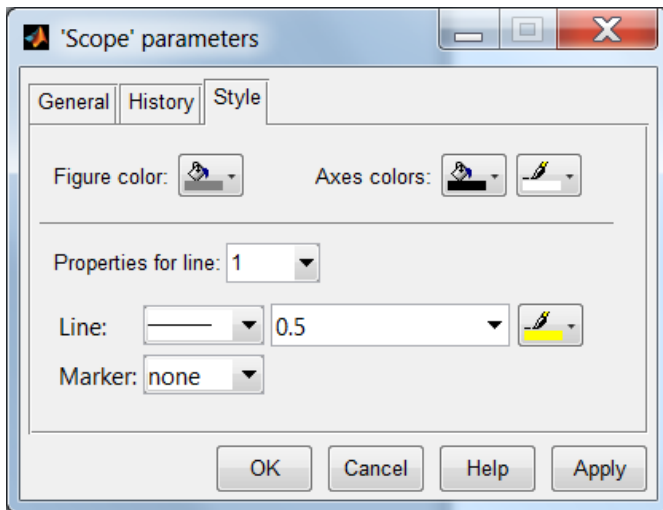 'Scope' parameters
General History Style
Figure color: Axes colors:
Properties for line: 1
Line: 0.5
Marker: none
OK Cancel Help Apply